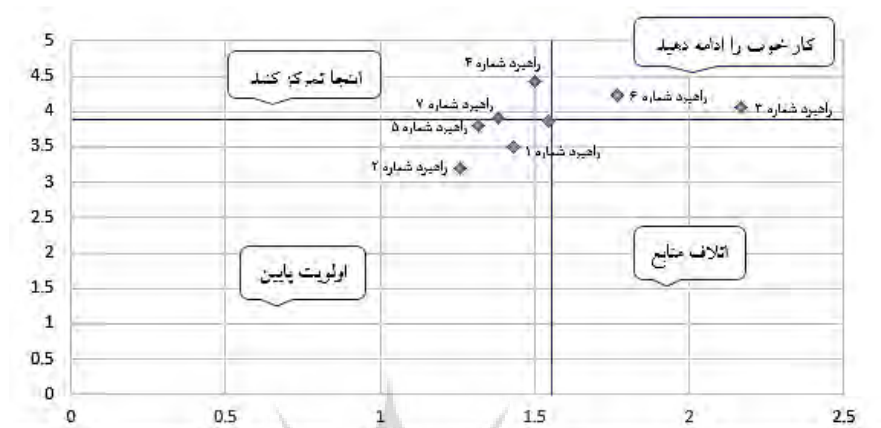 کار خوب را ادامه دهید
اینجا تمرکز کنید
راهبرد شماره ۴
راهبرد شماره ۶
راهبرد شماره ۳
راهبرد شماره ۷
راهبرد شماره ۵
راهبرد شماره ۱
راهبرد شماره ۲
اتلاف منابع
اولویت پایین
5
4.5
4
3.5
3
2.5
2
1.5
1
0.5
0
0
0.5
1
1.5
2
2.5